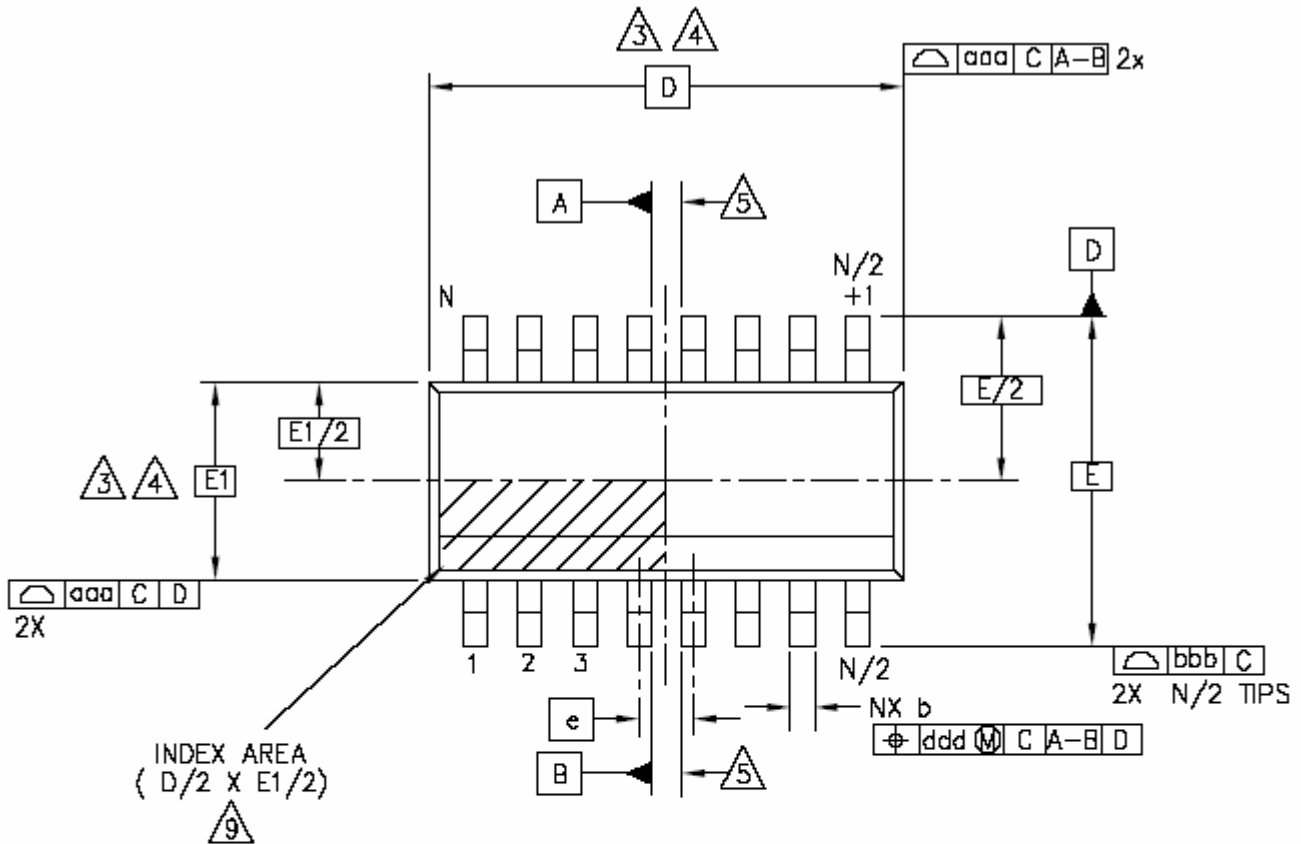 3 4
aaa C A-B 2x
D
A 5
D
N/2
+1
N
E/2
E1/2
3 4 E1
E
aaa C D
2X
1 2 3 N/2
bbb C
2X N/2 TIPS
e
NX b
ddd M C A-B D
INDEX AREA
( D/2 X E1/2)
B 5
9